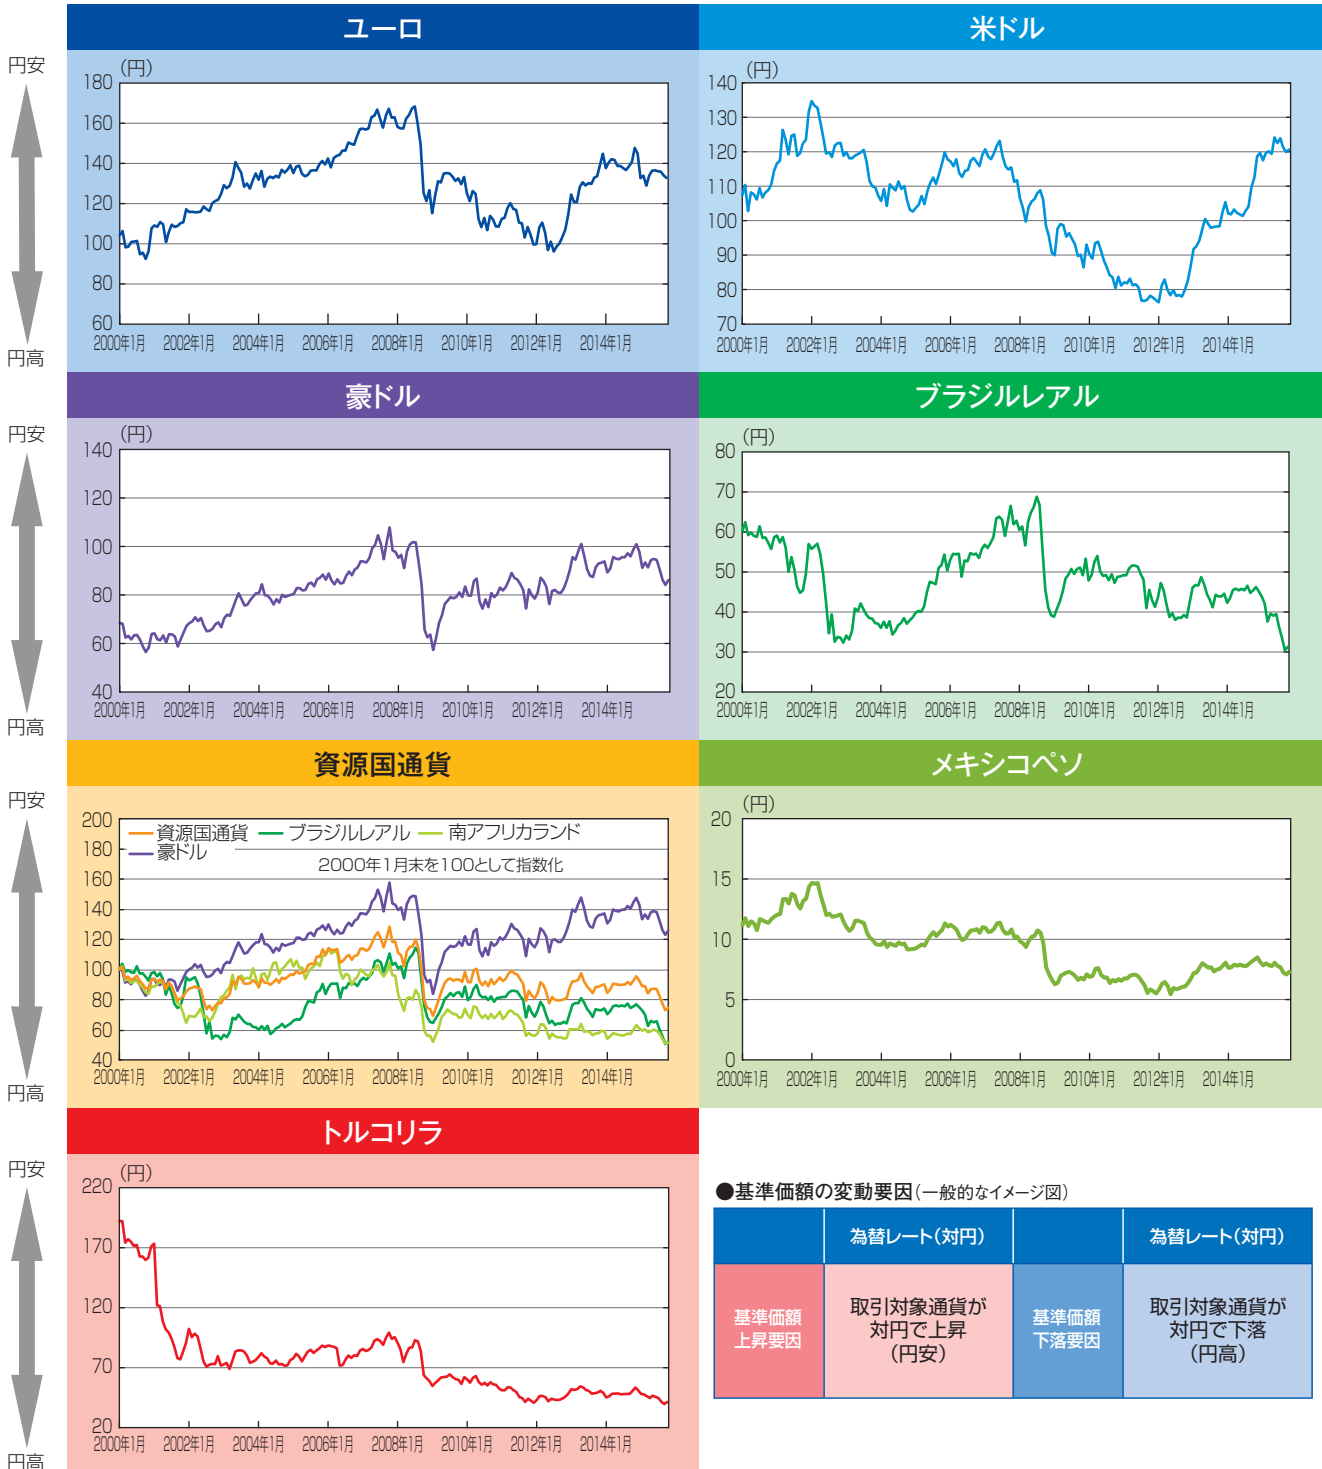 ユーロ
円安
(円)
180
160
140
120
100
80
60
2000年1月 2002年1月 2004年1月 2006年1月 2008年1月 2010年1月 2012年1月 2014年1月
円高
米ドル
(円)
140
130
120
110
100
90
80
70
2000年1月 2002年1月 2004年1月 2006年1月 2008年1月 2010年1月 2012年1月 2014年1月
豪ドル
円安
(円)
140
120
100
80
60
40
2000年1月 2002年1月 2004年1月 2006年1月 2008年1月 2010年1月 2012年1月 2014年1月
円高
ブラジルレアル
(円)
80
70
60
50
40
30
20
2000年1月 2002年1月 2004年1月 2006年1月 2008年1月 2010年1月 2012年1月 2014年1月
資源国通貨
円安
200
180
160
140
120
100
80
60
40
資源国通貨 ブラジルレアル 南アフリカランド
豪ドル
2000年1月末を100として指数化
2000年1月 2002年1月 2004年1月 2006年1月 2008年1月 2010年1月 2012年1月 2014年1月
円高
メキシコペソ
(円)
20
15
10
5
0
2000年1月 2002年1月 2004年1月 2006年1月 2008年1月 2010年1月 2012年1月 2014年1月
トルコリラ
円安
(円)
220
170
120
70
20
2000年1月 2002年1月 2004年1月 2006年1月 2008年1月 2010年1月 2012年1月 2014年1月
円高
●基準価額の変動要因(一般的なイメージ図)
為替レート(対円) 為替レート(対円)
基準価額
上昇要因
取引対象通貨が
対円で上昇
(円安)
基準価額
下落要因
取引対象通貨が
対円で下落
(円高)